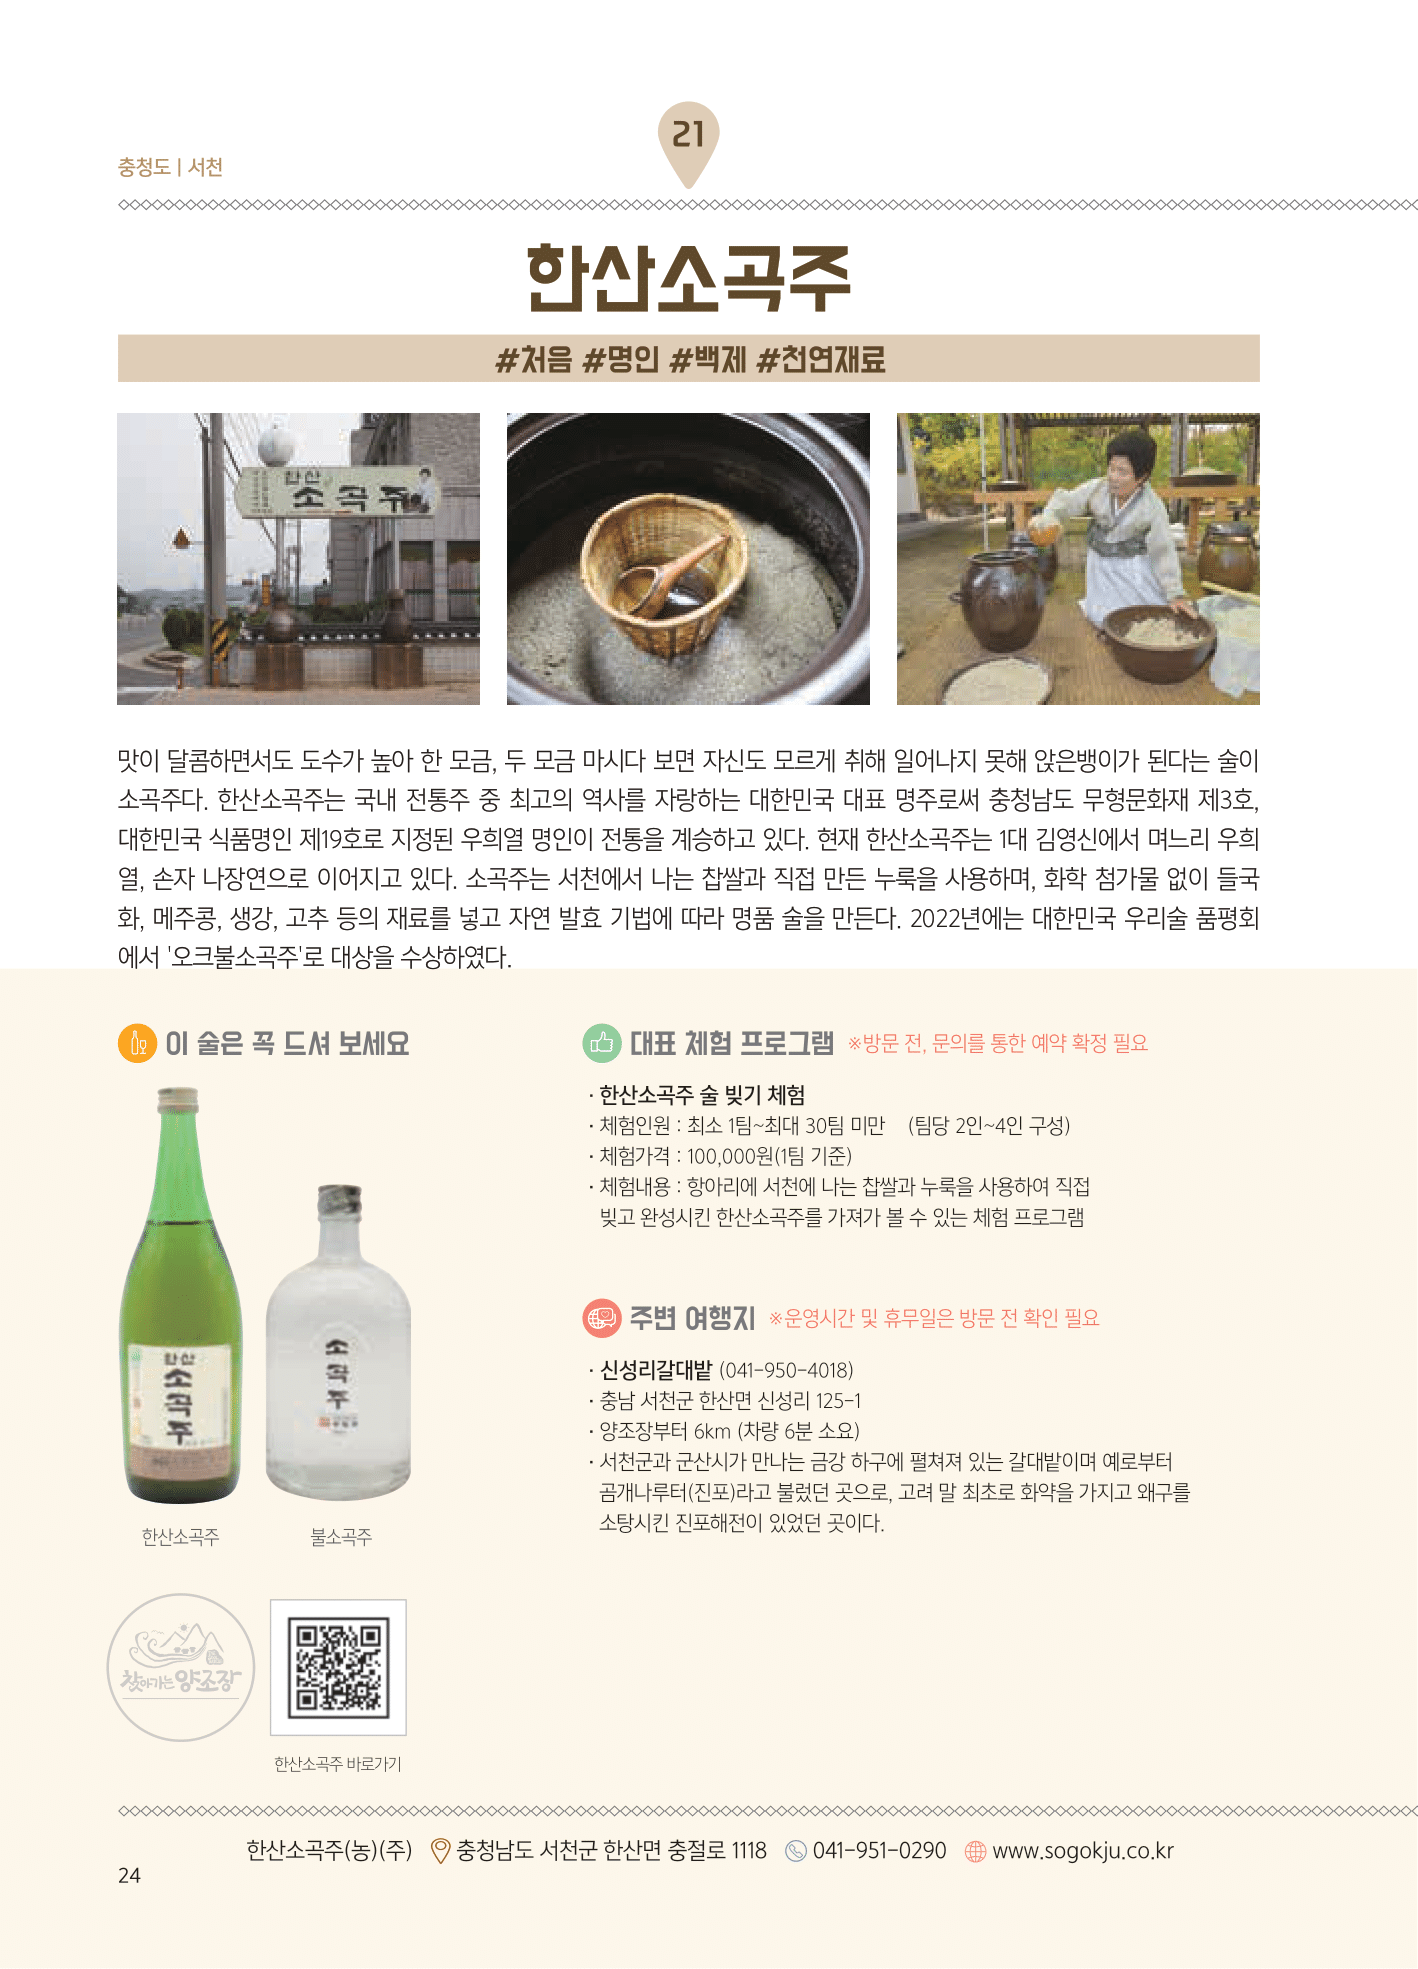 21
충청도 | 서천
한산소곡주
#처음 #명인 #백제 #천연재료
한산
소곡주
맛이 달콤하면서도 도수가 높아 한 모금, 두 모금 마시다 보면 자신도 모르게 취해 일어나지 못해 앉은뱅이가 된다는 술이
소곡주다. 한산소곡주는 국내 전통주 중 최고의 역사를 자랑하는 대한민국 대표 명주로써 충청남도 무형문화재 제3호,
대한민국 식품명인 제19호로 지정된 우희열 명인이 전통을 계승하고 있다. 현재 한산소곡주는 1대 김영신에서 며느리 우희
열, 손자 나장연으로 이어지고 있다. 소곡주는 서천에서 나는 찹쌀과 직접 만든 누룩을 사용하며, 화학 첨가물 없이 들국
화, 메주콩, 생강, 고추 등의 재료를 넣고 자연 발효 기법에 따라 명품 술을 만든다. 2022년에는 대한민국 우리술 품평회
에서 '오크불소곡주'로 대상을 수상하였다.
이 술은 꼭 드셔 보세요
한산
소곡주
소곡주
한산소곡주
불소곡주
찾아가는 양조장
한산소곡주 바로가기
대표 체험 프로그램 ※방문 전, 문의를 통한 예약 확정 필요
· 한산소곡주 술 빚기 체험
· 체험인원 : 최소 1팀~최대 30팀 미만 (팀당 2인~4인 구성)
· 체험가격 : 100,000원(1팀 기준)
· 체험내용 : 항아리에 서천에 나는 찹쌀과 누룩을 사용하여 직접
빚고 완성시킨 한산소곡주를 가져가 볼 수 있는 체험 프로그램
주변 여행지 ※운영시간 및 휴무일은 방문 전 확인 필요
· 신성리갈대밭 (041-950-4018)
· 충남 서천군 한산면 신성리 125-1
· 양조장부터 6km (차량 6분 소요)
· 서천군과 군산시가 만나는 금강 하구에 펼쳐져 있는 갈대밭이며 예로부터
곰개나루터(진포)라고 불렀던 곳으로, 고려 말 최초로 화약을 가지고 왜구를
소탕시킨 진포해전이 있었던 곳이다.
한산소곡주(농)(주) 충청남도 서천군 한산면 충절로 1118 041-951-0290 www.sogokju.co.kr
24